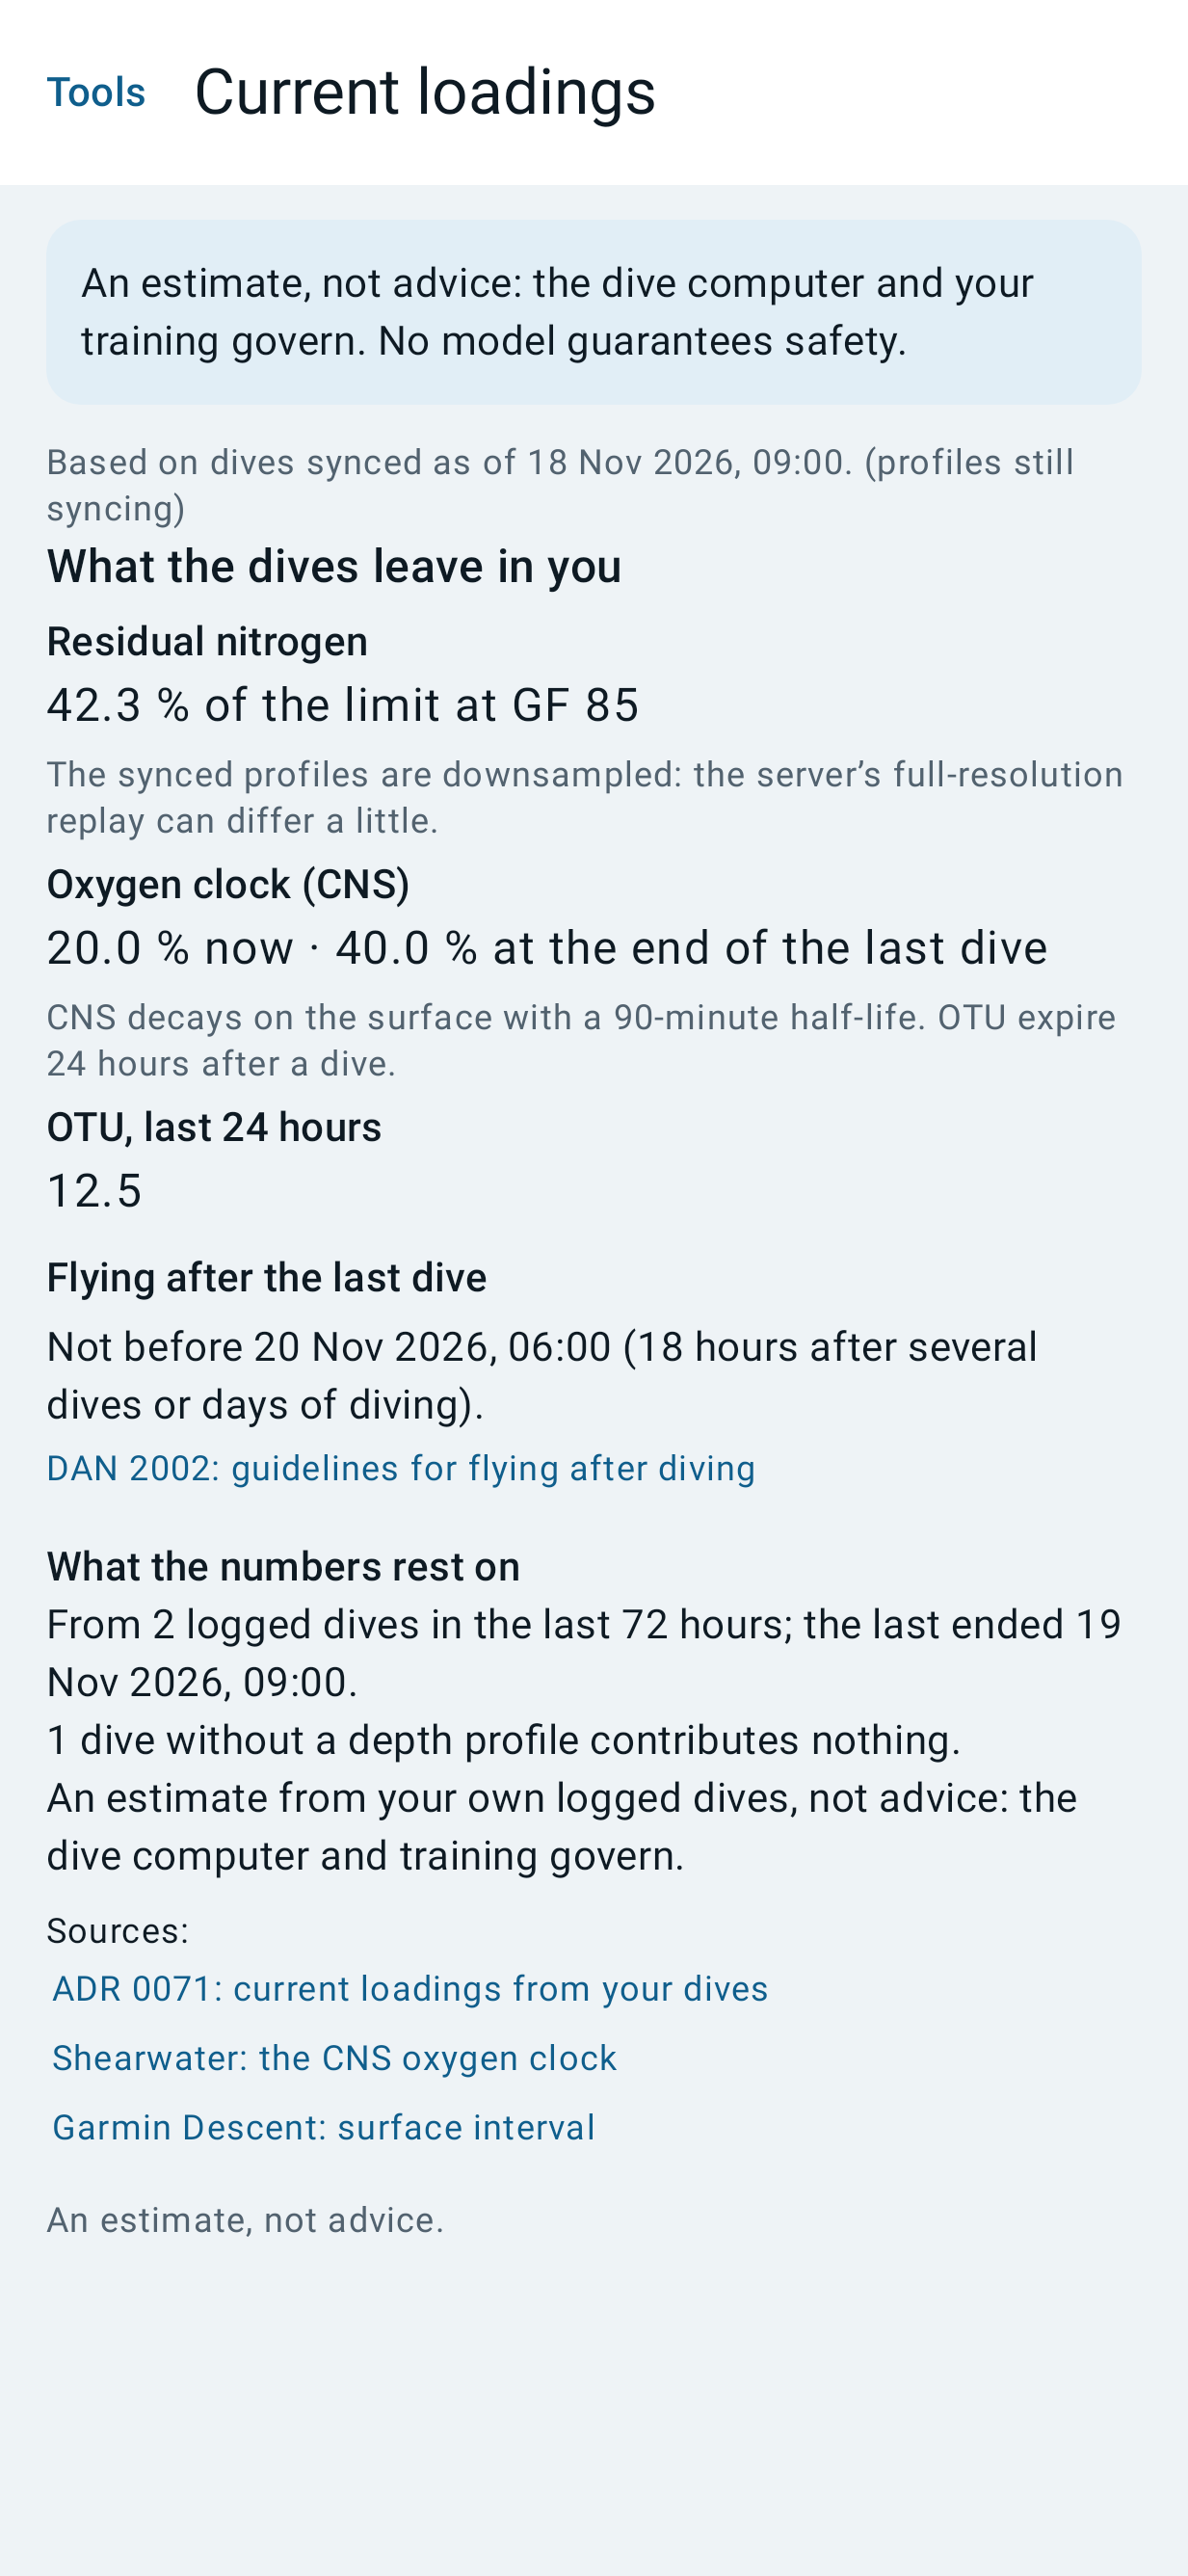 Tools
Current loadings
An estimate, not advice: the dive computer and your
training govern. No model guarantees safety.
Based on dives synced as of 18 Nov 2026, 09:00. (profiles still
syncing)
What the dives leave in you
Residual nitrogen
42.3 % of the limit at GF 85
The synced profiles are downsampled: the server’s full-resolution
replay can differ a little.
Oxygen clock (CNS)
20.0 % now · 40.0 % at the end of the last dive
CNS decays on the surface with a 90-minute half-life. OTU expire
24 hours after a dive.
OTU, last 24 hours
12.5
Flying after the last dive
Not before 20 Nov 2026, 06:00 (18 hours after several
dives or days of diving).
DAN 2002: guidelines for flying after diving
What the numbers rest on
From 2 logged dives in the last 72 hours; the last ended 19
Nov 2026, 09:00.
1 dive without a depth profile contributes nothing.
An estimate from your own logged dives, not advice: the
dive computer and training govern.
Sources:
ADR 0071: current loadings from your dives
Shearwater: the CNS oxygen clock
Garmin Descent: surface interval
An estimate, not advice.